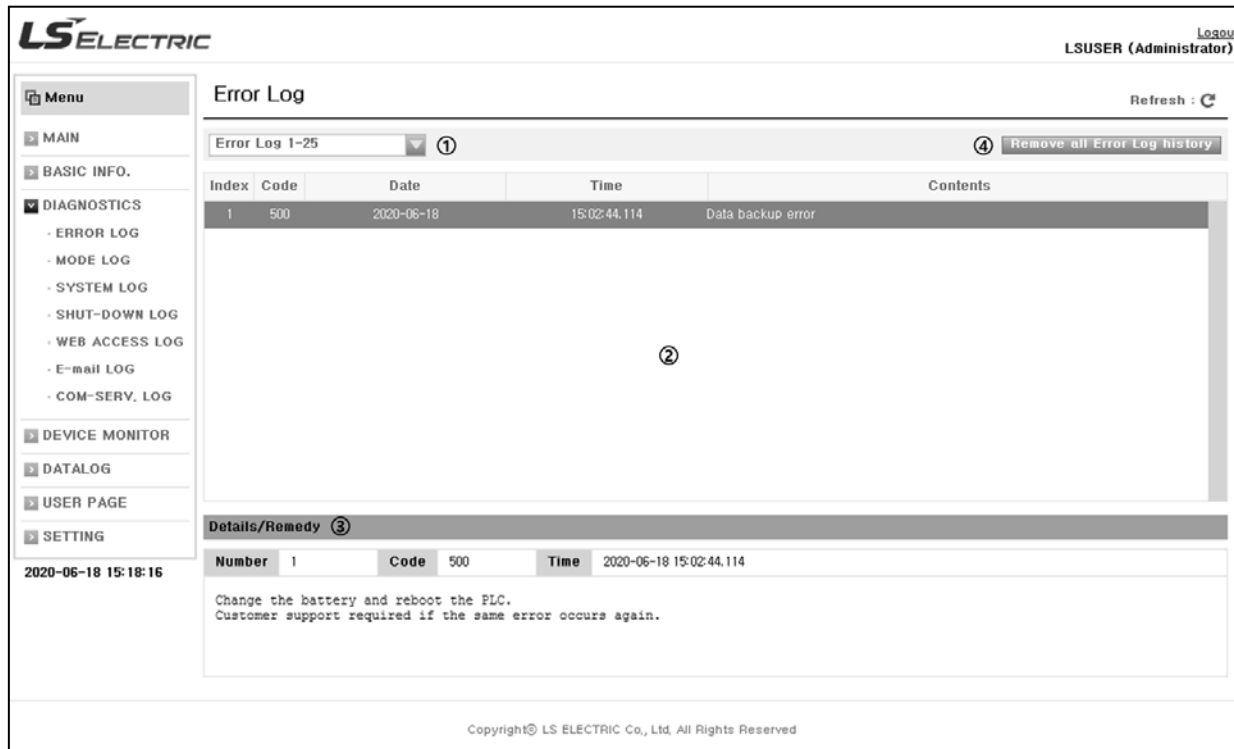 LS ELECTRIC
Logou
LSUSER (Administrator)
Menu
MAIN
BASIC INFO.
DIAGNOSTICS
· ERROR LOG
· MODE LOG
· SYSTEM LOG
· SHUT-DOWN LOG
· WEB ACCESS LOG
· E-mail LOG
· COM-SERV. LOG
DEVICE MONITOR
DATALOG
USER PAGE
SETTING
2020-06-18 15:18:16
Error Log
Refresh :
Error Log 1-25 ① ④ Remove all Error Log history
Index Code Date Time Contents
1 500 2020-06-18 15:02:44.114 Data backup error
②
Details/Remedy ③
Number 1 Code 500 Time 2020-06-18 15:02:44.114
Change the battery and reboot the PLC.
Customer support required if the same error occurs again.
Copyright© LS ELECTRIC Co,, Ltd, All Rights Reserved